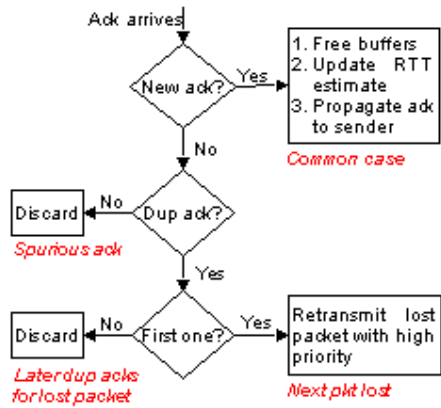 Ack arrives
New ack?
Yes
1. Free buffers
2. Update RTT
estimate
3. Propagate ack
to sender
Common case
No
Dup ack?
No
Discard
Spurious ack
Yes
First one?
No
Discard
Later dup acks
for lost packet
Yes
Retransmit lost
packet with high
priority
Next pkt lost